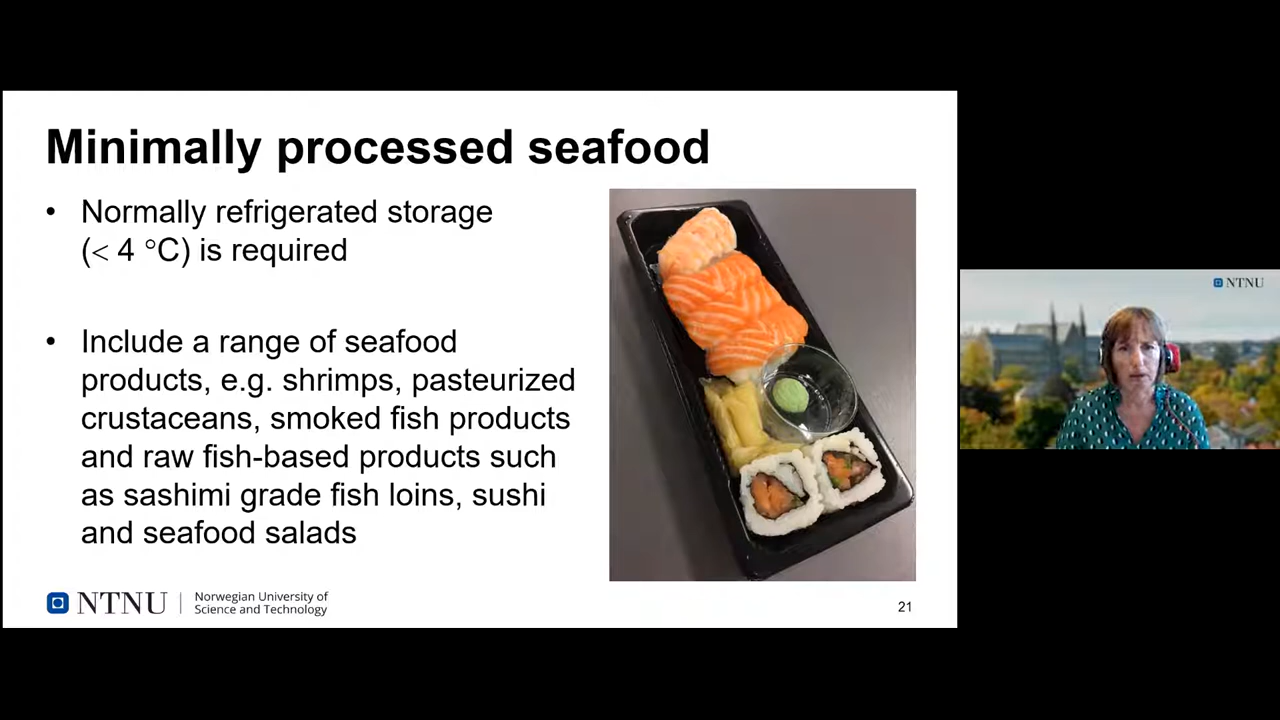 Minimally processed seafood
• Normally refrigerated storage
(< 4 °C) is required
• Include a range of seafood
products, e.g. shrimps, pasteurized
crustaceans, smoked fish products
and raw fish-based products such
as sashimi grade fish loins, sushi
and seafood salads
NTNU
Norwegian University of
Science and Technology
21
NTNU